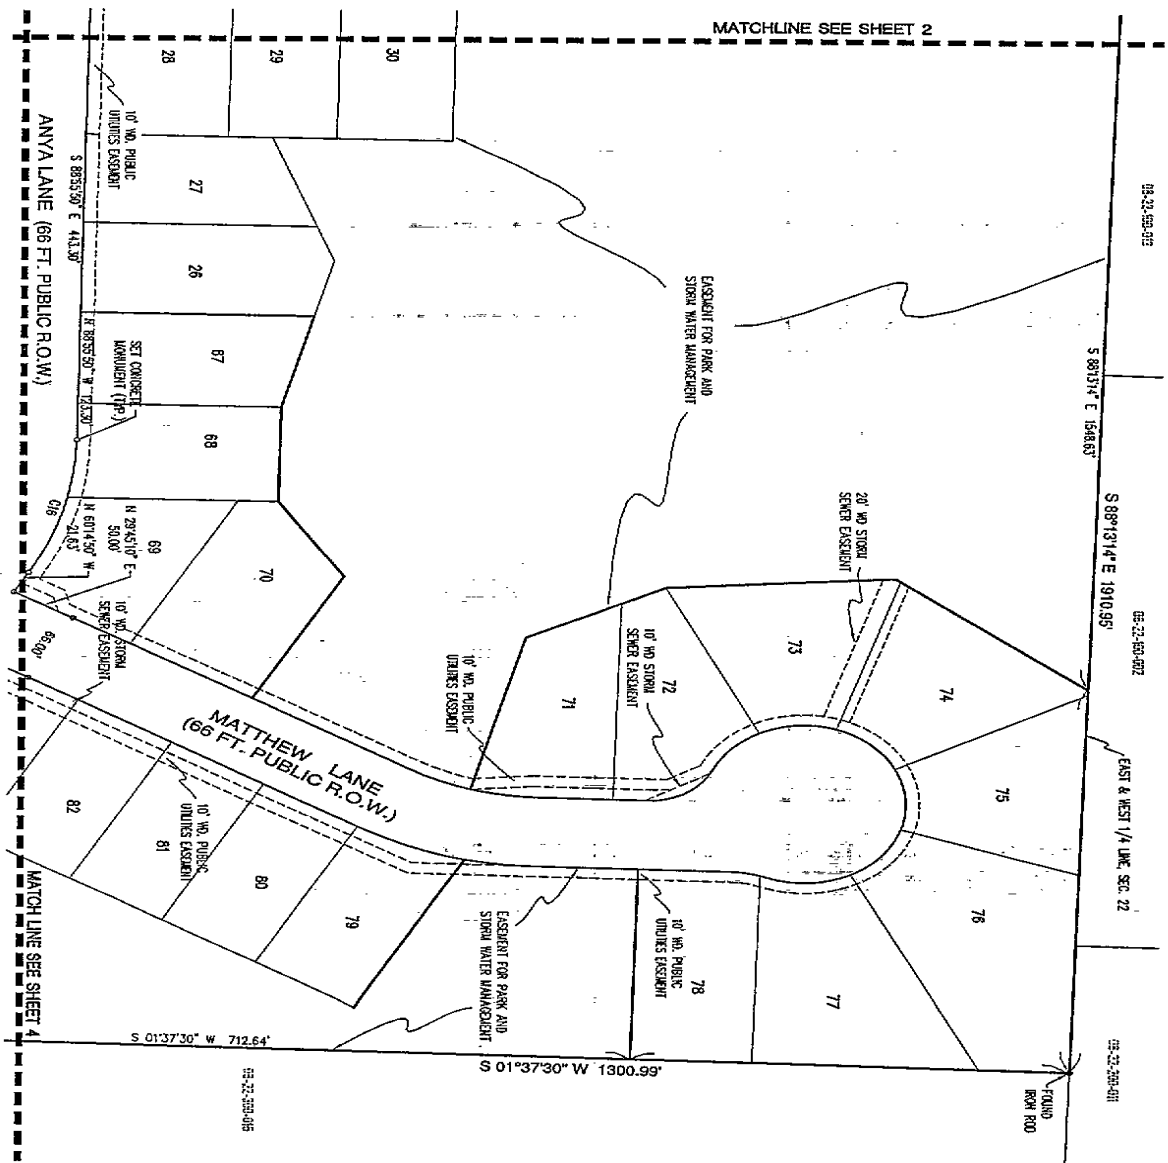 MATCHLINE SEE SHEET 2
28
29
30
10' WD. PUBLIC
UTILITIES EASEMENT
ANYA LANE (66 FT. PUBLIC R.O.W.)
S 88°55'50" E 443.30'
27
26
67
68
69
70
N 88°55'50" W 123.30'
SET CONCRETE
MONUMENT (TYP.)
C16
N 60°14'50" W
21.63'
N 29°45'10" E
50.00'
10' WD. STORM
SEWER EASEMENT
66.00'
EASEMENT FOR PARK AND
STORM WATER MANAGEMENT
S 88°13'14" E 1548.63'
S 88°13'14" E 1910.95'
20' WD STORM
SEWER EASEMENT
EAST & WEST 1/4 LINE, SEC. 22
71
72
73
74
75
76
77
78
10' WD STORM
SEWER EASEMENT
10' WD. PUBLIC
UTILITIES EASEMENT
MATTHEW LANE
(66 FT. PUBLIC R.O.W.)
10' WD. PUBLIC
UTILITIES EASEMENT
82
81
80
79
10' WD. PUBLIC
UTILITIES EASEMENT
EASEMENT FOR PARK AND
STORM WATER MANAGEMENT.
MATCH LINE SEE SHEET 4
S 01°37'30" W 712.64'
S 01°37'30" W 1300.99'
FOUND
IRON ROD